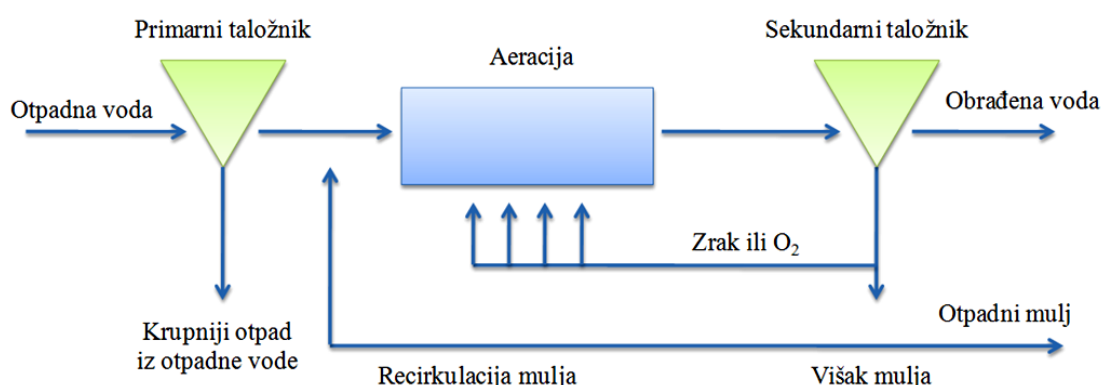 Primarni taložnik
Sekundarni taložnik
Aeracija
Otpadna voda
Obrađena voda
Zrak ili O₂
Krupniji otpad
iz otpadne vode
Otpadni mulj
Recirkulacija mulja
Višak mulja